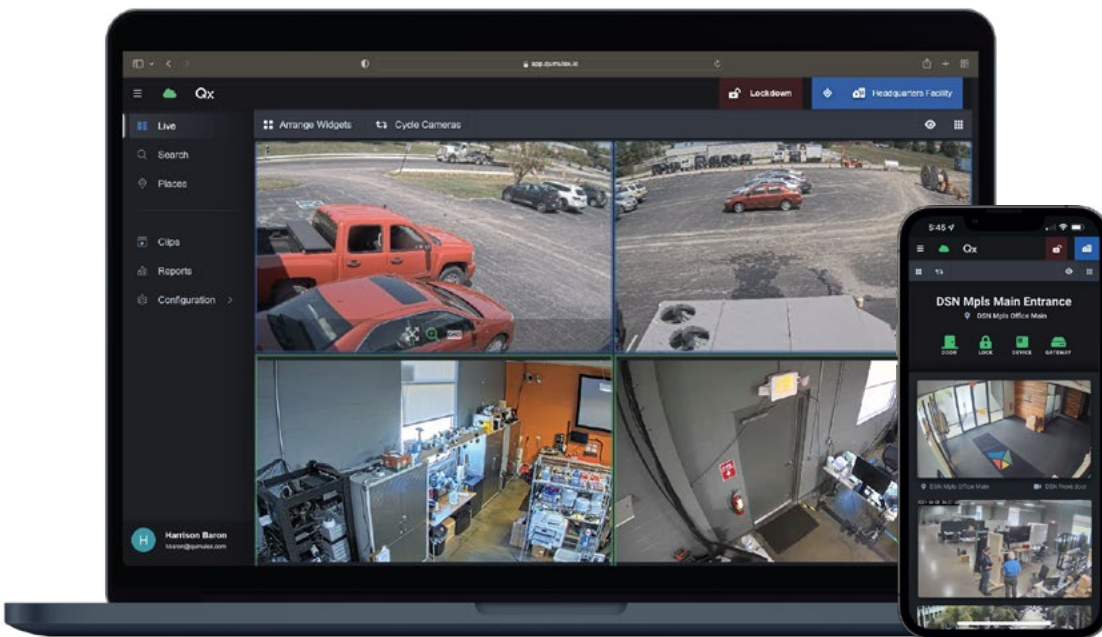 app.qumulex.io
Qx
Lockdown
Headquarters Facility
Live
Arrange Widgets
Cycle Cameras
Search
Places
Clips
Reports
Configuration
H
Harrison Baron
hbaron@qumulex.com
5:45
Qx
DSN Mpls Main Entrance
DSN Mpls Office Main
DOOR
LOCK
DEVICE
GATEWAY
DSN Mpls Office Main
DSN Front door